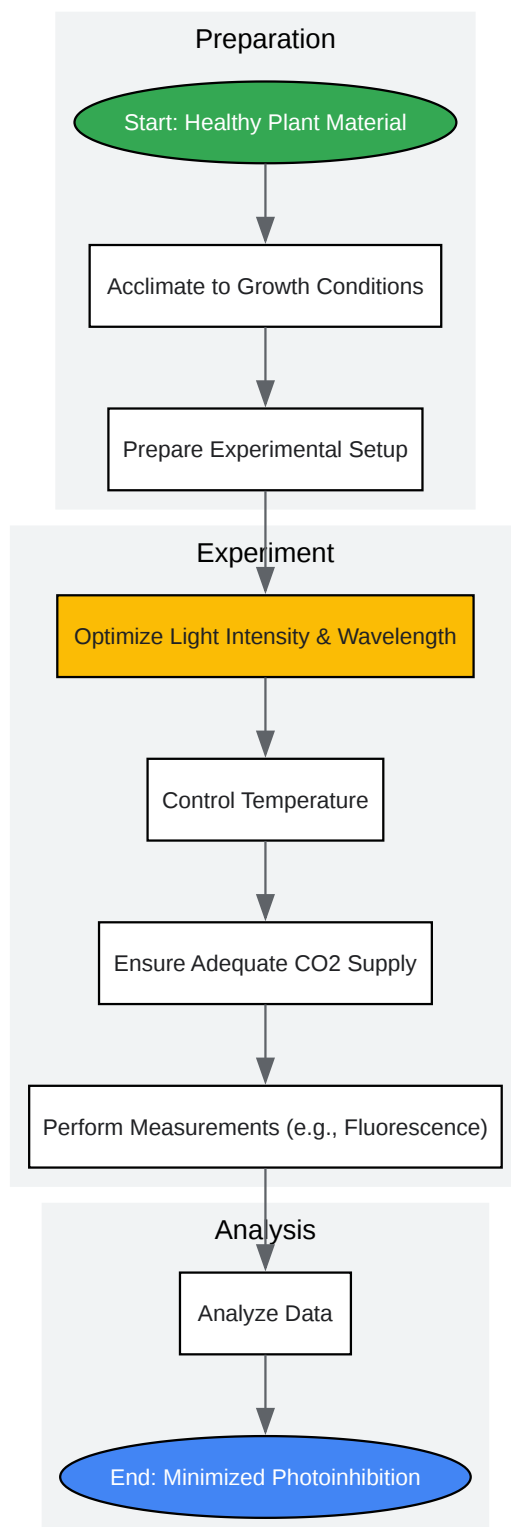 Preparation
Start: Healthy Plant Material
Acclimate to Growth Conditions
Prepare Experimental Setup
Experiment
Optimize Light Intensity & Wavelength
Control Temperature
Ensure Adequate CO2 Supply
Perform Measurements (e.g., Fluorescence)
Analysis
Analyze Data
End: Minimized Photoinhibition